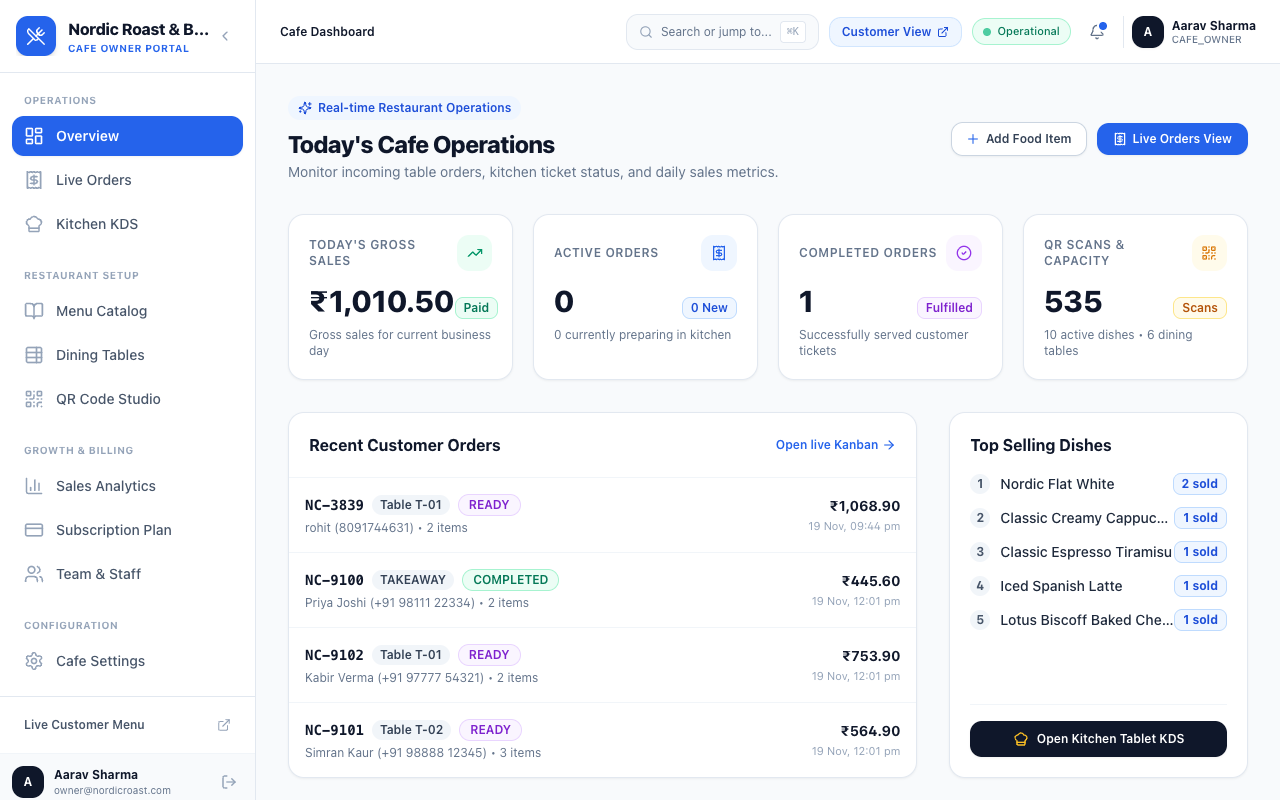 Nordic Roast & B...
CAFE OWNER PORTAL
OPERATIONS
Overview
Live Orders
Kitchen KDS
RESTAURANT SETUP
Menu Catalog
Dining Tables
QR Code Studio
GROWTH & BILLING
Sales Analytics
Subscription Plan
Team & Staff
CONFIGURATION
Cafe Settings
Live Customer Menu
A
Aarav Sharma
owner@nordicroast.com
Cafe Dashboard
Search or jump to...
⌘K
Customer View
Operational
A
Aarav Sharma
CAFE_OWNER
Real-time Restaurant Operations
Today's Cafe Operations
Monitor incoming table orders, kitchen ticket status, and daily sales metrics.
Add Food Item
Live Orders View
TODAY'S GROSS
SALES
₹1,010.50
Paid
Gross sales for current business
day
ACTIVE ORDERS
0
0 New
0 currently preparing in kitchen
COMPLETED ORDERS
1
Fulfilled
Successfully served customer
tickets
QR SCANS &
CAPACITY
535
Scans
10 active dishes • 6 dining
tables
Recent Customer Orders
Open live Kanban
NC-3839 Table T-01 READY
rohit (8091744631) • 2 items
₹1,068.90
19 Nov, 09:44 pm
NC-9100 TAKEAWAY COMPLETED
Priya Joshi (+91 98111 22334) • 2 items
₹445.60
19 Nov, 12:01 pm
NC-9102 Table T-01 READY
Kabir Verma (+91 97777 54321) • 2 items
₹753.90
19 Nov, 12:01 pm
NC-9101 Table T-02 READY
Simran Kaur (+91 98888 12345) • 3 items
₹564.90
19 Nov, 12:01 pm
Top Selling Dishes
1 Nordic Flat White 2 sold
2 Classic Creamy Cappuc... 1 sold
3 Classic Espresso Tiramisu 1 sold
4 Iced Spanish Latte 1 sold
5 Lotus Biscoff Baked Che... 1 sold
Open Kitchen Tablet KDS